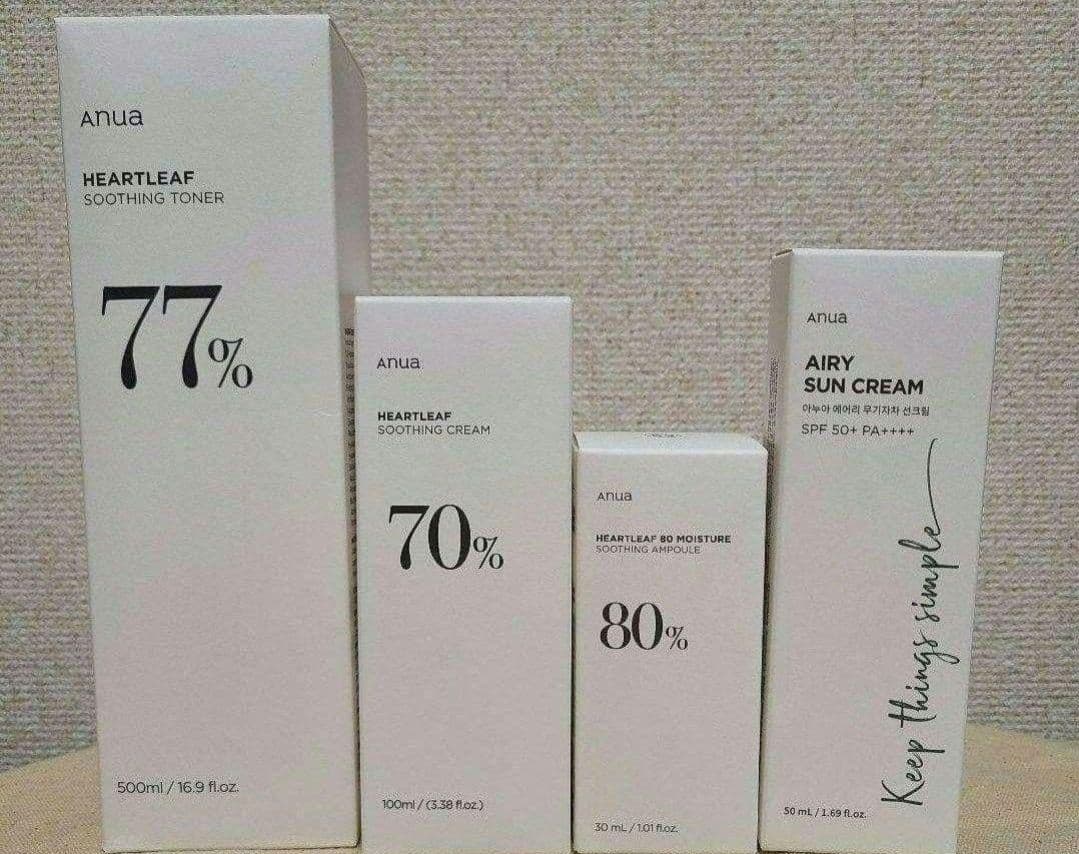 Anua
HEARTLEAF
SOOTHING TONER
77%
500ml / 16.9 fl.oz.
Anua
HEARTLEAF
SOOTHING CREAM
70%
100ml / (3.38 fl.oz.)
Anua
HEARTLEAF 80 MOISTURE
SOOTHING AMPOULE
80%
30 mL / 1.01 fl.oz.
Anua
AIRY
SUN CREAM
아누아 에어리 무기자차 선크림
SPF 50+ PA++++
Keep things simple
50 mL / 1.69 fl.oz.